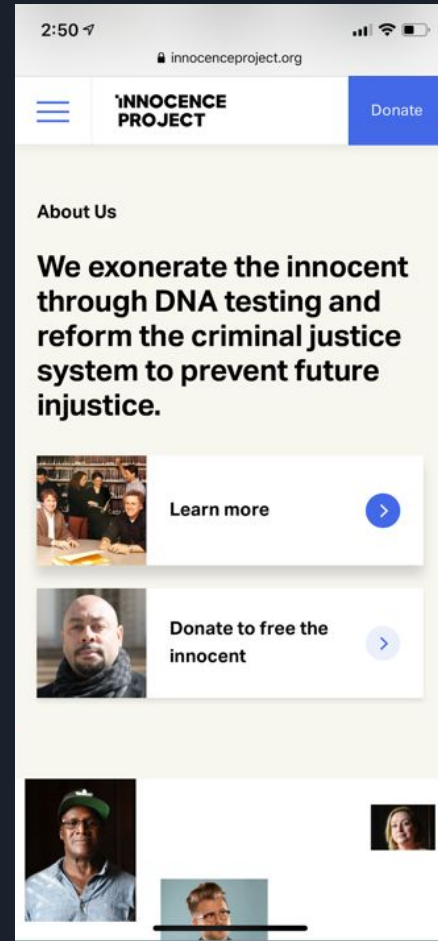 2:50
innocenceproject.org
INNOCENCE
PROJECT
Donate
About Us
We exonerate the innocent
through DNA testing and
reform the criminal justice
system to prevent future
injustice.
Learn more
Donate to free the
innocent